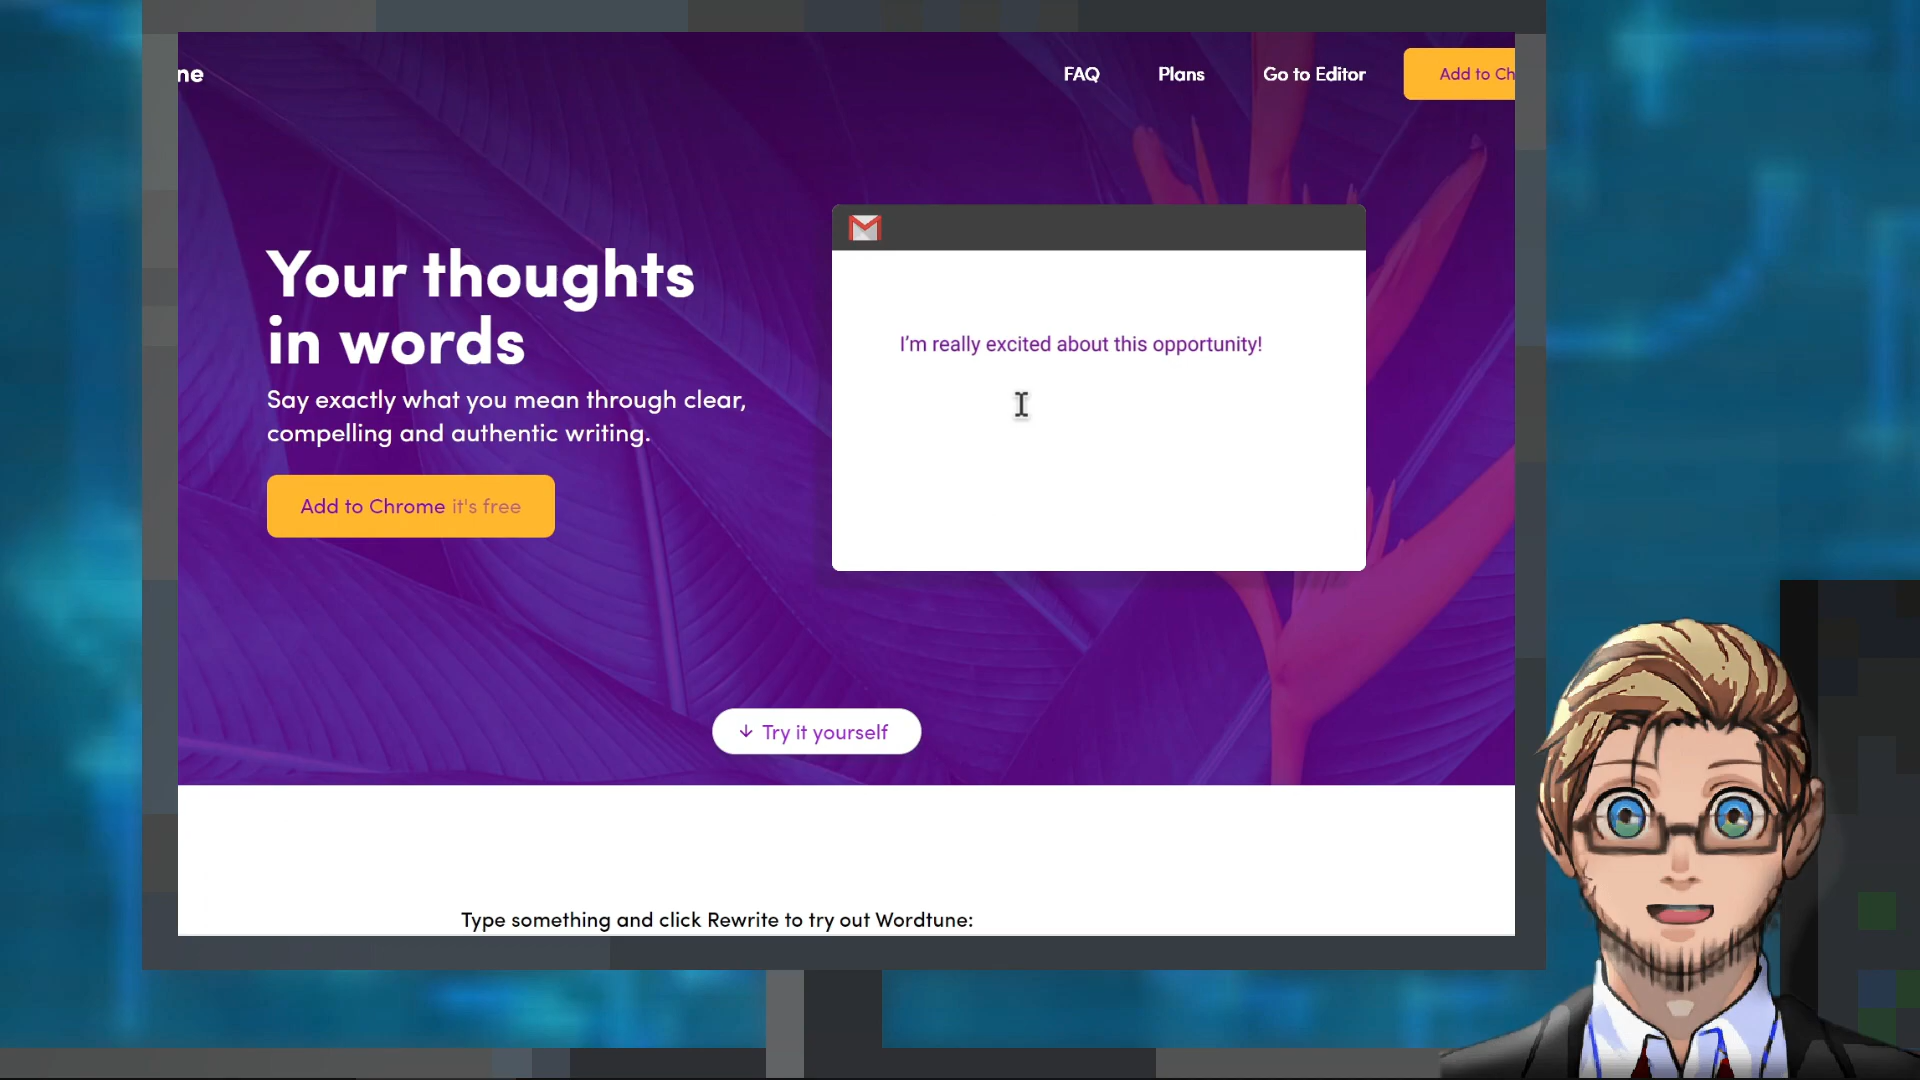 ne
FAQ
Plans
Go to Editor
Add to Ch
Your thoughts
in words
Say exactly what you mean through clear,
compelling and authentic writing.
Add to Chrome it's free
I'm really excited about this opportunity!
↓ Try it yourself
Type something and click Rewrite to try out Wordtune: